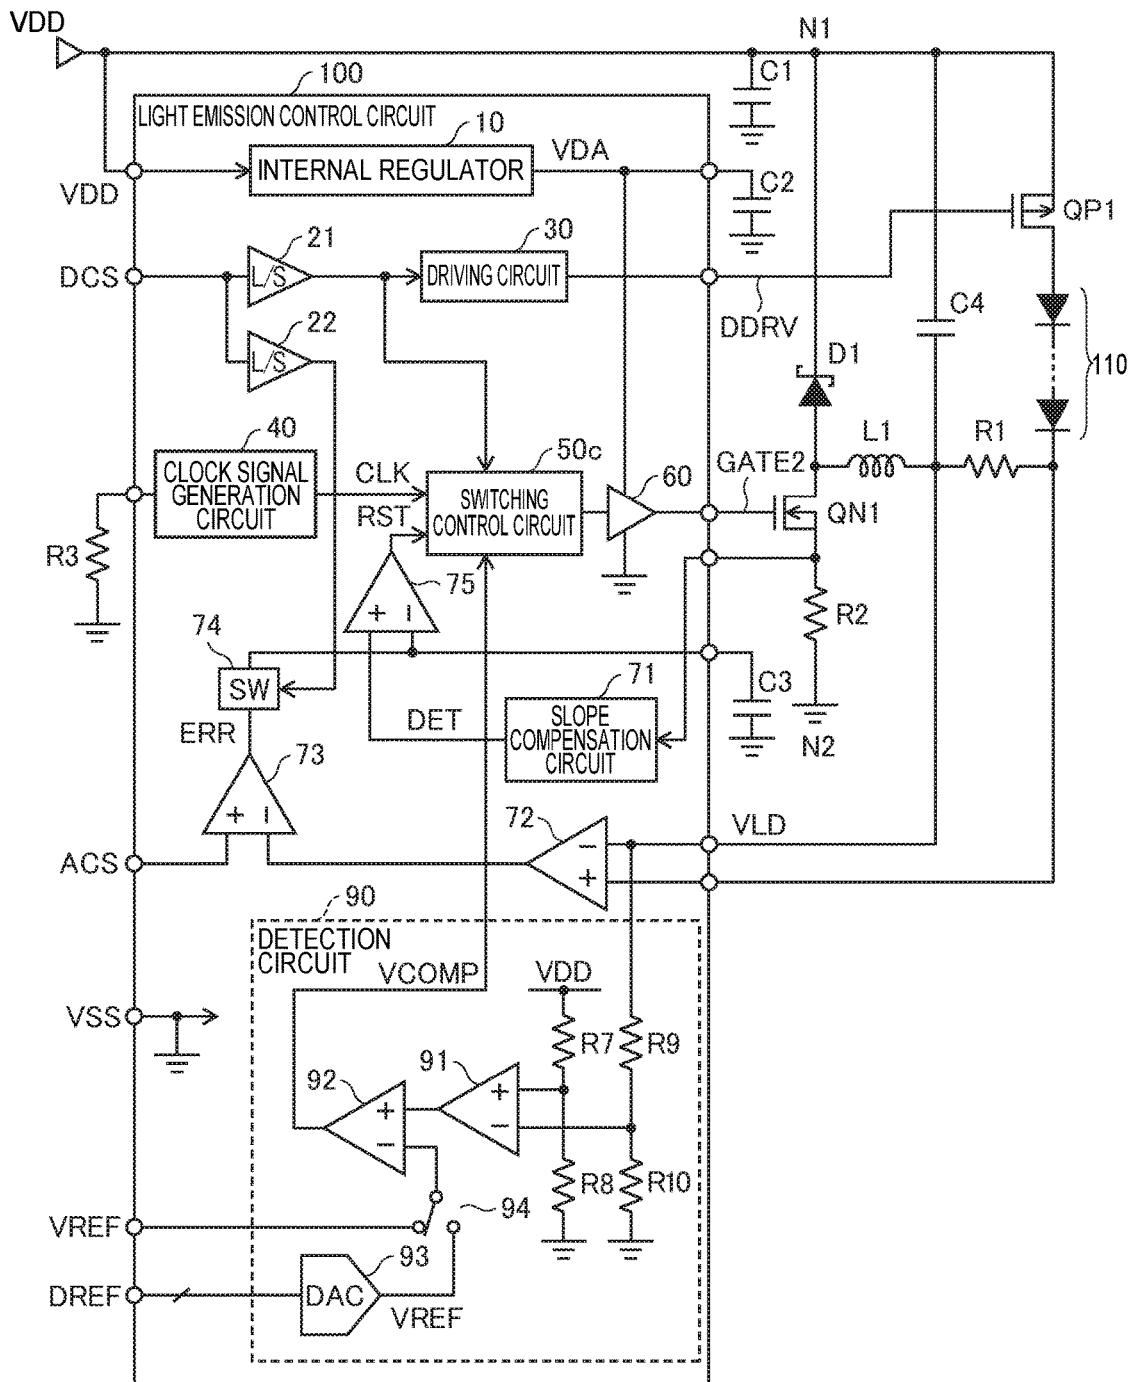 VDD
N1
100
C1
LIGHT EMISSION CONTROL CIRCUIT
10
VDA
INTERNAL REGULATOR
VDD
C2
QP1
21
30
DCS
L/S
DRIVING CIRCUIT
DDRV
C4
22
L/S
D1
110
40
CLOCK SIGNAL
GENERATION
CIRCUIT
CLK
RST
50c
SWITCHING
CONTROL CIRCUIT
60
GATE2
L1
R1
QN1
R3
75
+
−
R2
74
SW
71
C3
ERR
DET
SLOPE
COMPENSATION
CIRCUIT
N2
73
+
−
72
−
+
VLD
ACS
90
DETECTION
CIRCUIT
VCOMP
VDD
VSS
R7
R9
92
91
+
−
+
−
R8
R10
94
VREF
93
DREF
DAC
VREF